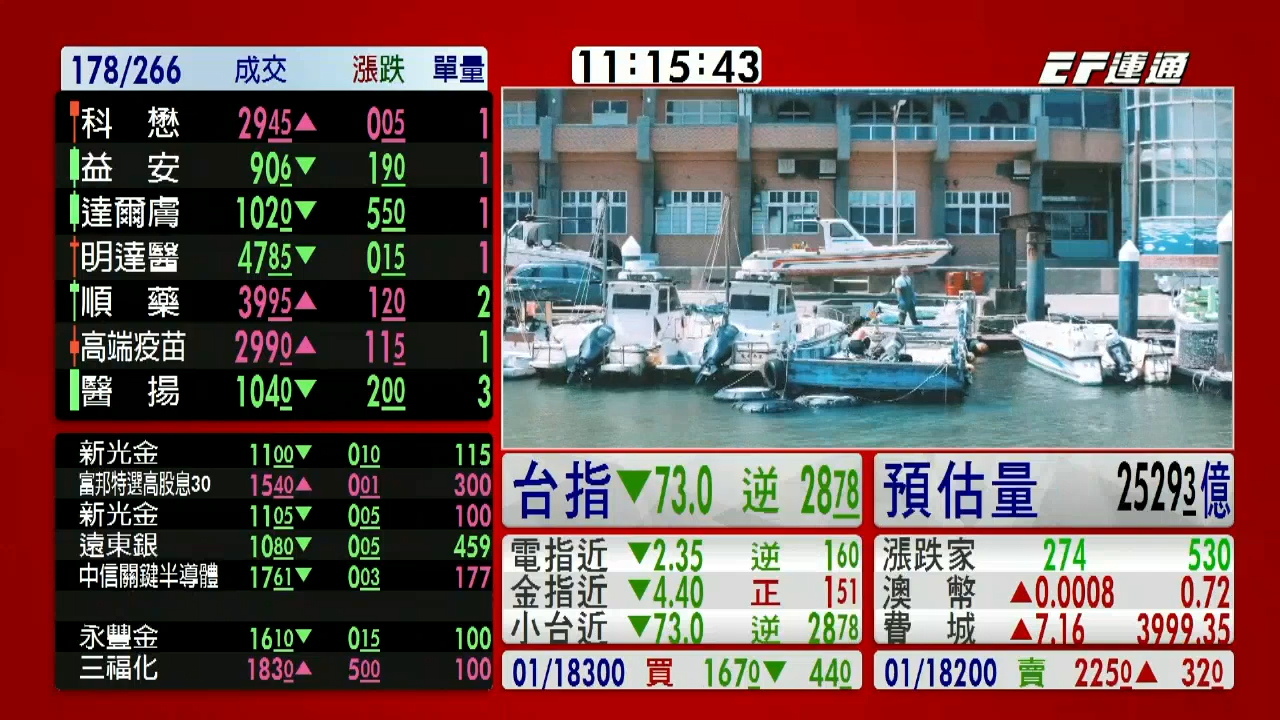 178/266 成交 漲跌 單量
科懋 2945▲ 005 1
益安 906▼ 190 1
達爾膚 1020▼ 550 1
明達醫 4785▼ 015 1
順藥 3995▲ 120 2
高端疫苗 2990▲ 115 1
醫揚 1040▼ 200 3
新光金 1100▼ 010 115
富邦特選高股息30 1540▲ 001 300
新光金 1105▼ 005 100
遠東銀 1080▼ 005 459
中信關鍵半導體 1761▼ 003 177
永豐金 1610▼ 015 100
三福化 1830▲ 500 100
11:15:43
EF運通
台指▼73.0 逆 2878
電指近 ▼2.35 逆 160
金指近 ▼4.40 正 151
小台近 ▼73.0 逆 2878
01/18300 買 1670▼ 440
預估量 25293億
漲跌家 274 530
澳幣 ▲0.0008 0.72
費城 ▲7.16 3999.35
01/18200 賣 2250▲ 320